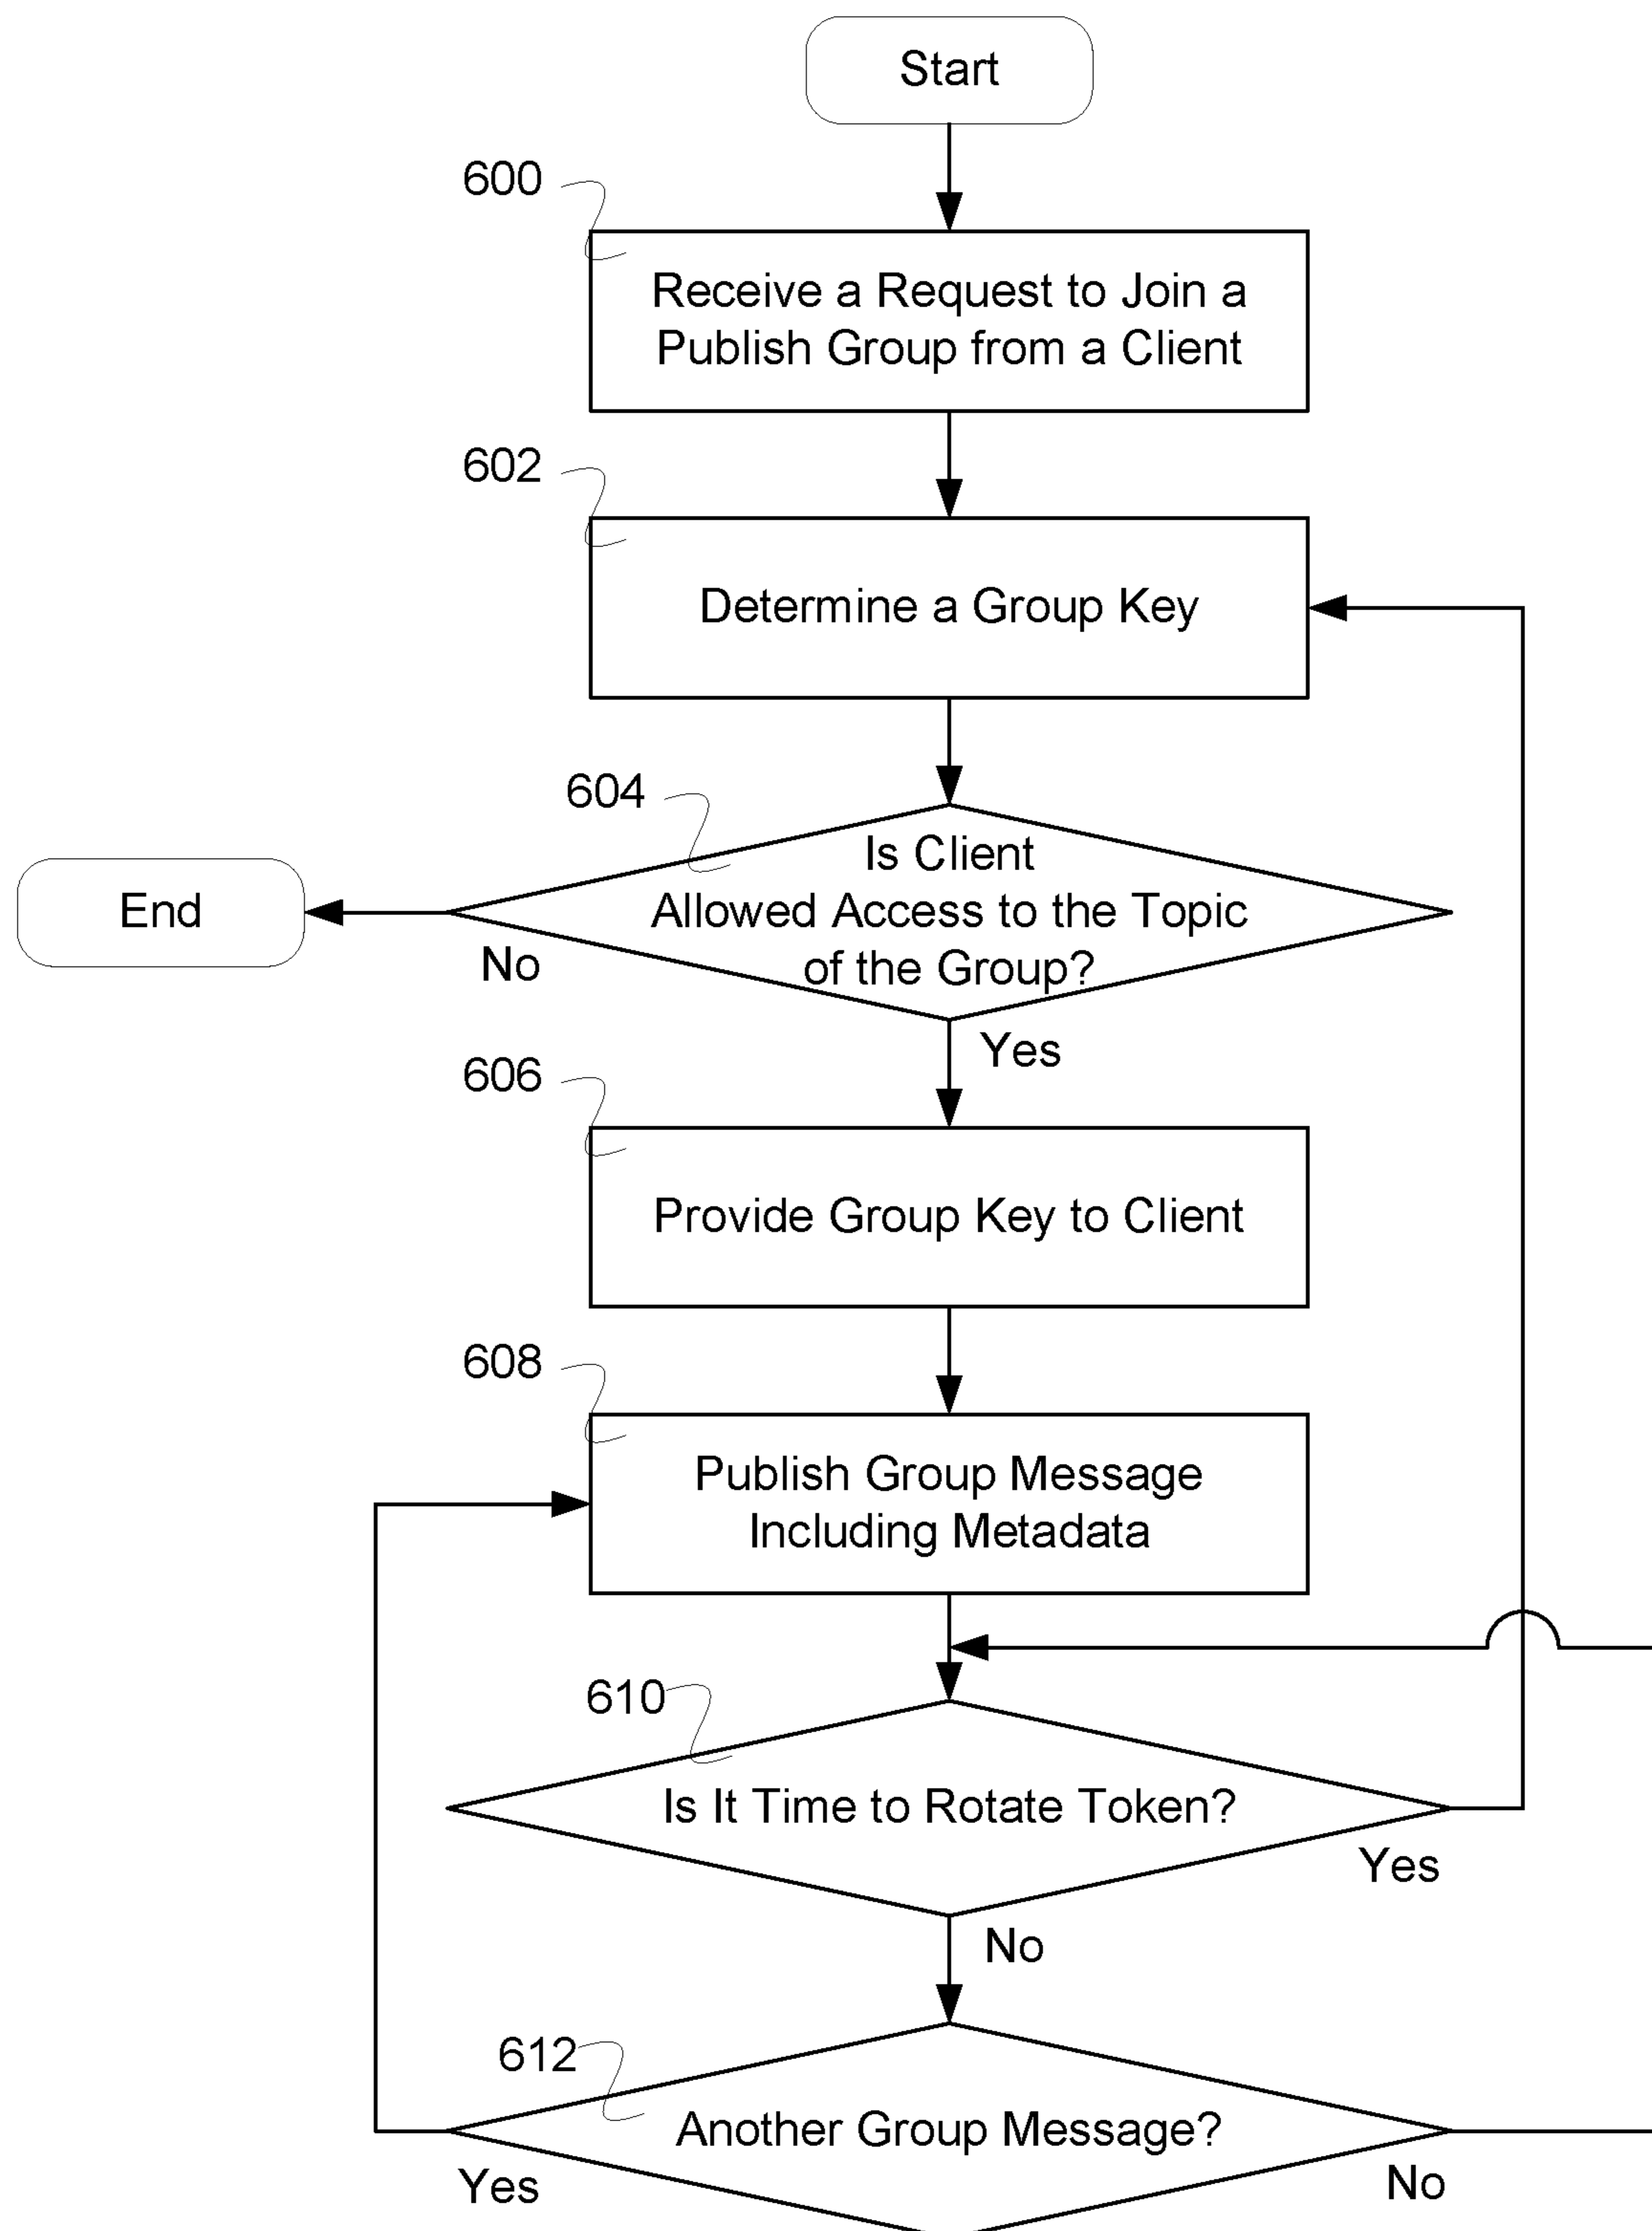 Start
600
Receive a Request to Join a
Publish Group from a Client
602
Determine a Group Key
604
Is Client
Allowed Access to the Topic
of the Group?
End
No
Yes
606
Provide Group Key to Client
608
Publish Group Message
Including Metadata
610
Is It Time to Rotate Token?
Yes
No
612
Another Group Message?
Yes
No